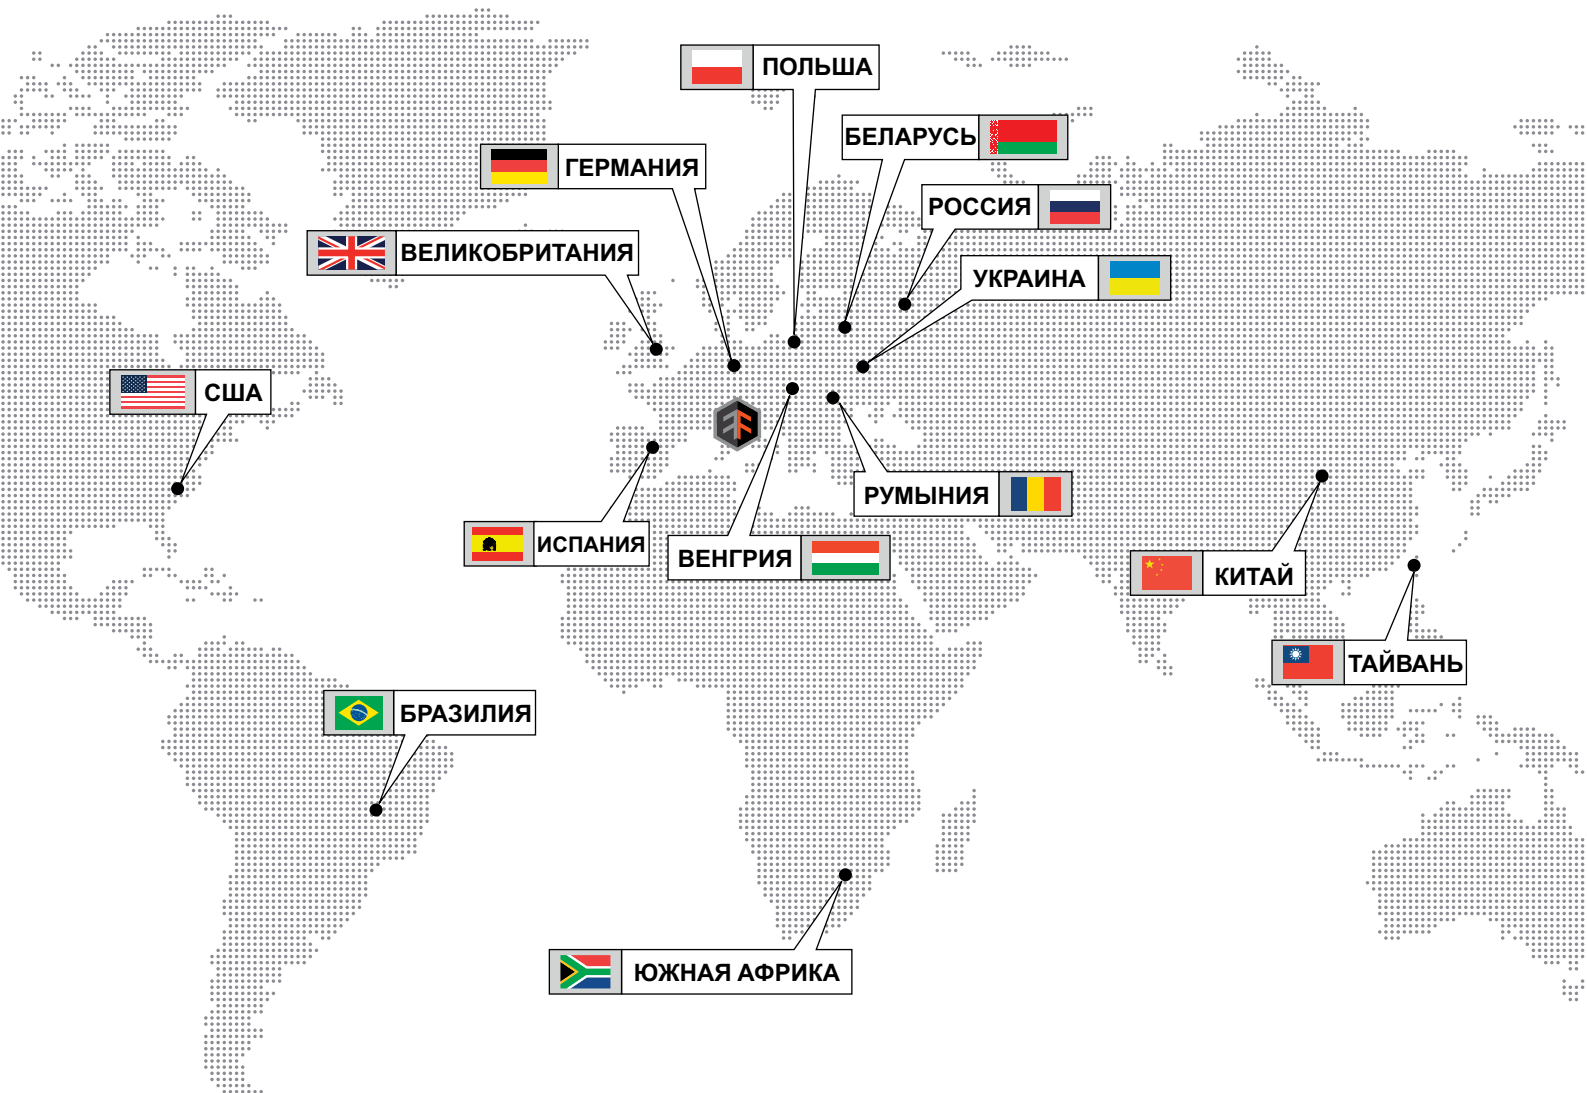 ПОЛЬША
БЕЛАРУСЬ
ГЕРМАНИЯ
РОССИЯ
ВЕЛИКОБРИТАНИЯ
УКРАИНА
США
РУМЫНИЯ
ИСПАНИЯ
ВЕНГРИЯ
КИТАЙ
ТАЙВАНЬ
БРАЗИЛИЯ
ЮЖНАЯ АФРИКА